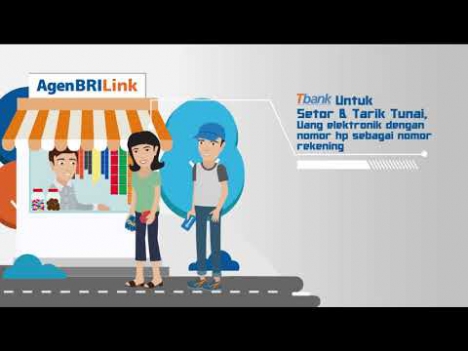 AgenBRILink
Tbank Untuk
Setor & Tarik Tunai,
Uang elektronik dengan
nomor hp sebagai nomor
rekening